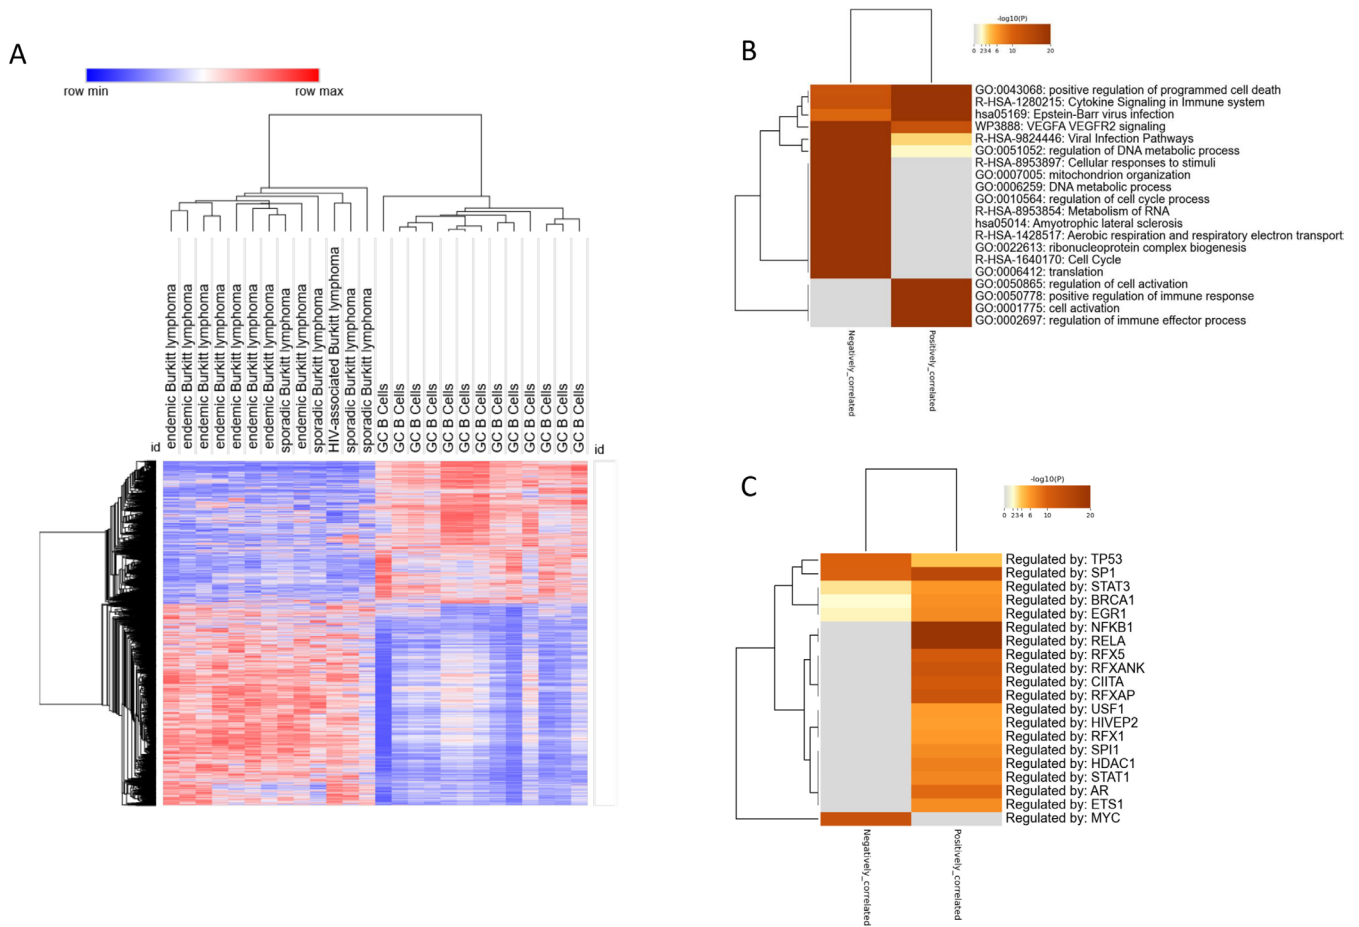 A
row min
row max
id
endemic Burkitt lymphoma
endemic Burkitt lymphoma
endemic Burkitt lymphoma
endemic Burkitt lymphoma
endemic Burkitt lymphoma
endemic Burkitt lymphoma
endemic Burkitt lymphoma
sporadic Burkitt lymphoma
endemic Burkitt lymphoma
sporadic Burkitt lymphoma
HIV-associated Burkitt lymphoma
sporadic Burkitt lymphoma
sporadic Burkitt lymphoma
GC B Cells
GC B Cells
GC B Cells
GC B Cells
GC B Cells
GC B Cells
GC B Cells
GC B Cells
GC B Cells
GC B Cells
GC B Cells
GC B Cells
GC B Cells
id
B
-log10(P)
0 2 3 4 6 10 20
GO:0043068: positive regulation of programmed cell death
R-HSA-1280215: Cytokine Signaling in Immune system
hsa05169: Epstein-Barr virus infection
WP3888: VEGFA VEGFR2 signaling
R-HSA-9824446: Viral Infection Pathways
GO:0051052: regulation of DNA metabolic process
R-HSA-8953897: Cellular responses to stimuli
GO:0007005: mitochondrion organization
GO:0006259: DNA metabolic process
GO:0010564: regulation of cell cycle process
R-HSA-8953854: Metabolism of RNA
hsa05014: Amyotrophic lateral sclerosis
R-HSA-1428517: Aerobic respiration and respiratory electron transport
GO:0022613: ribonucleoprotein complex biogenesis
R-HSA-1640170: Cell Cycle
GO:0006412: translation
GO:0050865: regulation of cell activation
GO:0050778: positive regulation of immune response
GO:0001775: cell activation
GO:0002697: regulation of immune effector process
Negatively_correlated
Positively_correlated
C
-log10(P)
0 2 3 4 6 10 20
Regulated by: TP53
Regulated by: SP1
Regulated by: STAT3
Regulated by: BRCA1
Regulated by: EGR1
Regulated by: NFKB1
Regulated by: RELA
Regulated by: RFX5
Regulated by: RFXANK
Regulated by: CIITA
Regulated by: RFXAP
Regulated by: USF1
Regulated by: HIVEP2
Regulated by: RFX1
Regulated by: SPI1
Regulated by: HDAC1
Regulated by: STAT1
Regulated by: AR
Regulated by: ETS1
Regulated by: MYC
Negatively_correlated
Positively_correlated